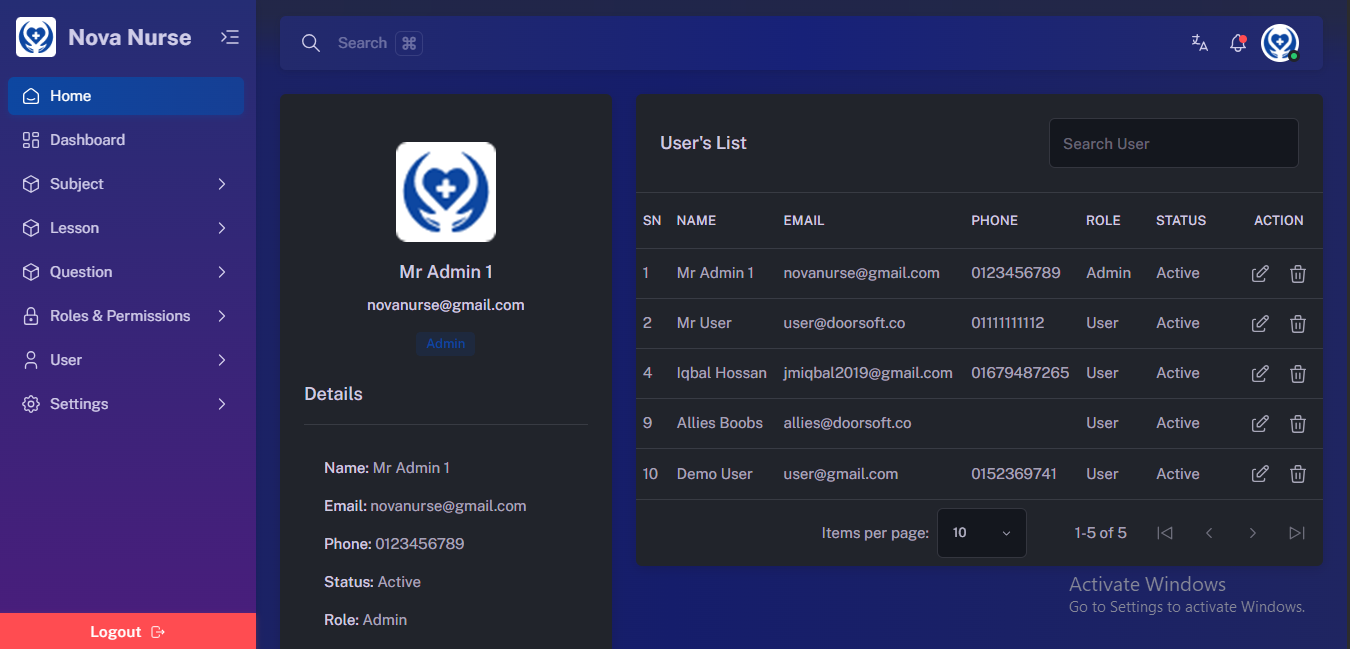 Nova Nurse
Home
Dashboard
Subject
Lesson
Question
Roles & Permissions
User
Settings
Logout
Search ⌘
Mr Admin 1
novanurse@gmail.com
Admin
Details
Name: Mr Admin 1
Email: novanurse@gmail.com
Phone: 0123456789
Status: Active
Role: Admin
User's List
Search User
SN NAME EMAIL PHONE ROLE STATUS ACTION
1 Mr Admin 1 novanurse@gmail.com 0123456789 Admin Active
2 Mr User user@doorsoft.co 01111111112 User Active
4 Iqbal Hossan jmiqbal2019@gmail.com 01679487265 User Active
9 Allies Boobs allies@doorsoft.co User Active
10 Demo User user@gmail.com 0152369741 User Active
Items per page: 10 1-5 of 5
Activate Windows
Go to Settings to activate Windows.